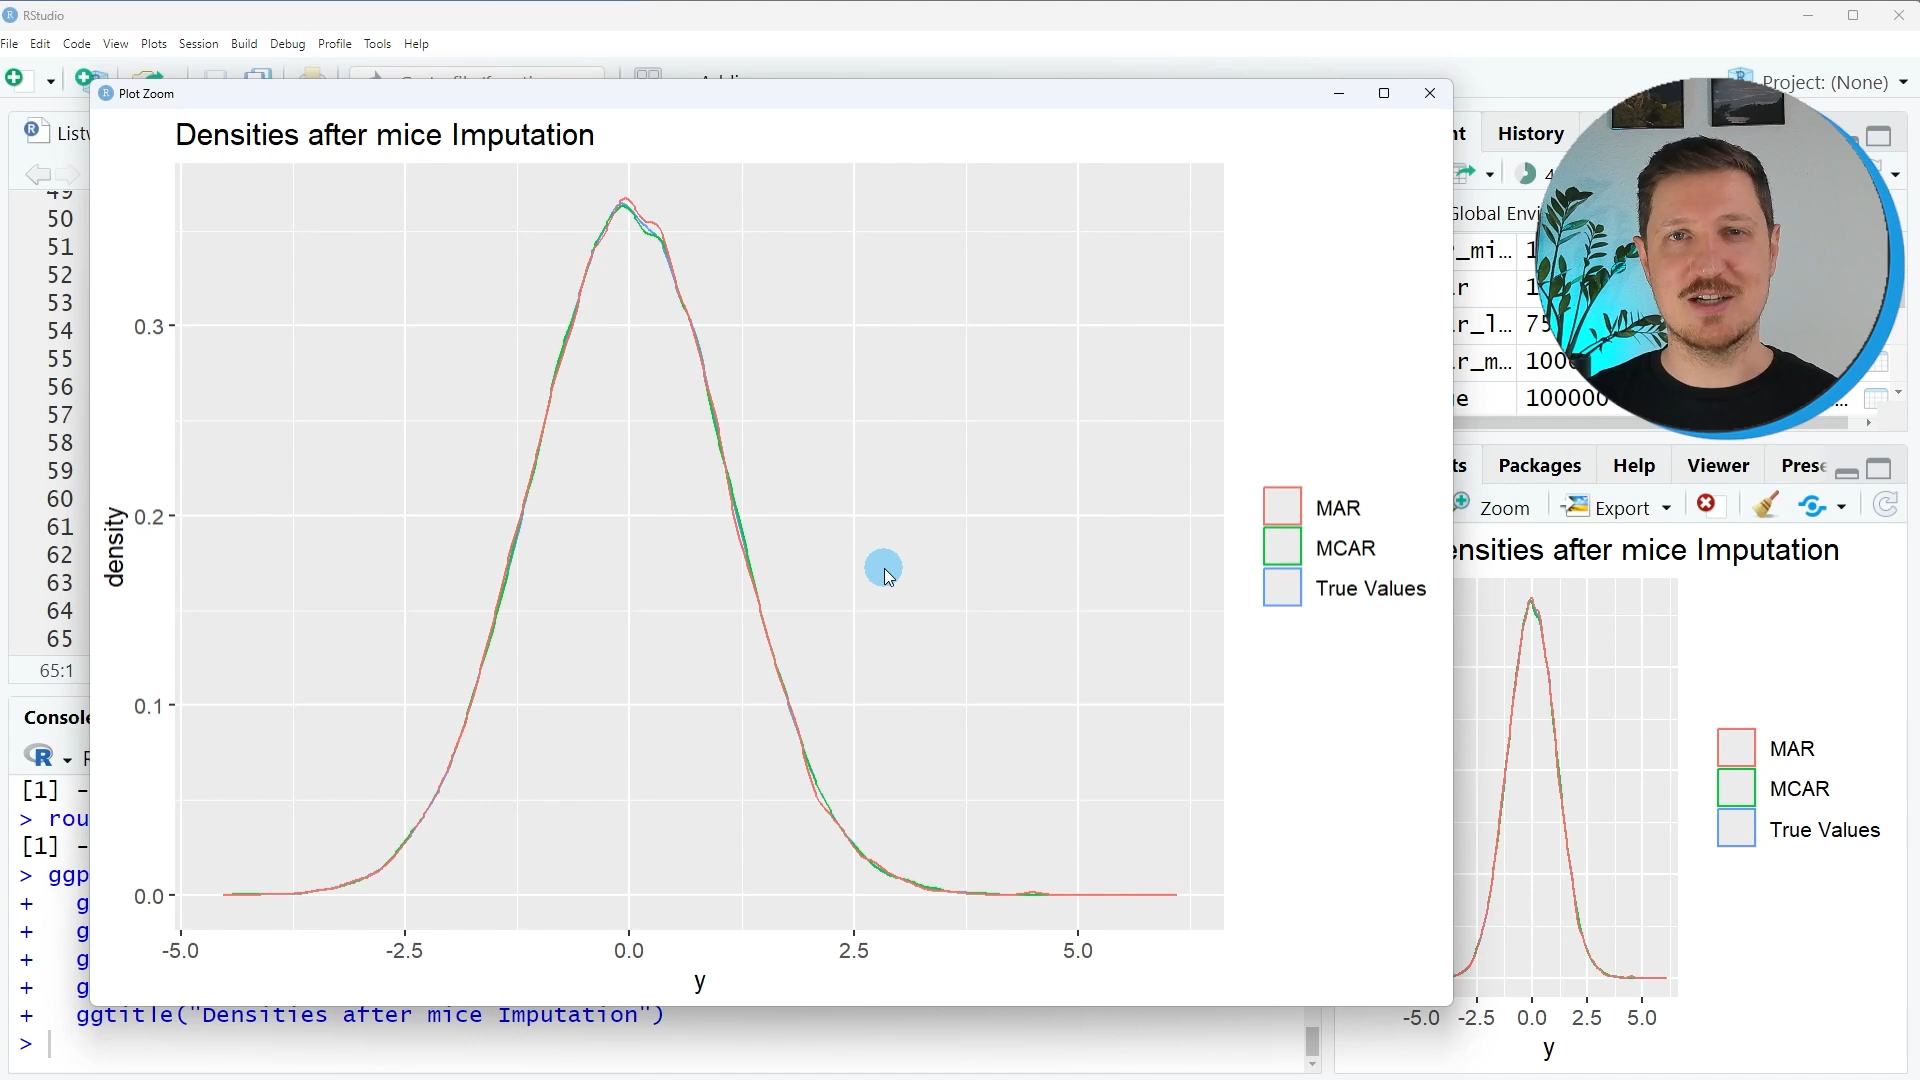 RStudio
File Edit Code View Plots Session Build Debug Profile Tools Help
Project: (None)
Plot Zoom
History
Densities after mice Imputation
50
51
52
53
54
55
56
57
58
59
60
61
62
63
64
65
65:1
density
0.3
0.2
0.1
0.0
-5.0 -2.5 0.0 2.5 5.0
y
MAR
MCAR
True Values
100000
Packages Help Viewer
Zoom Export
Densities after mice Imputation
MAR
MCAR
True Values
-5.0 -2.5 0.0 2.5 5.0
y
Console
[1] -
> rou
[1] -
> ggp
+ g
+ g
+ g
+ g
+ ggtitle("Densities after mice Imputation")
>